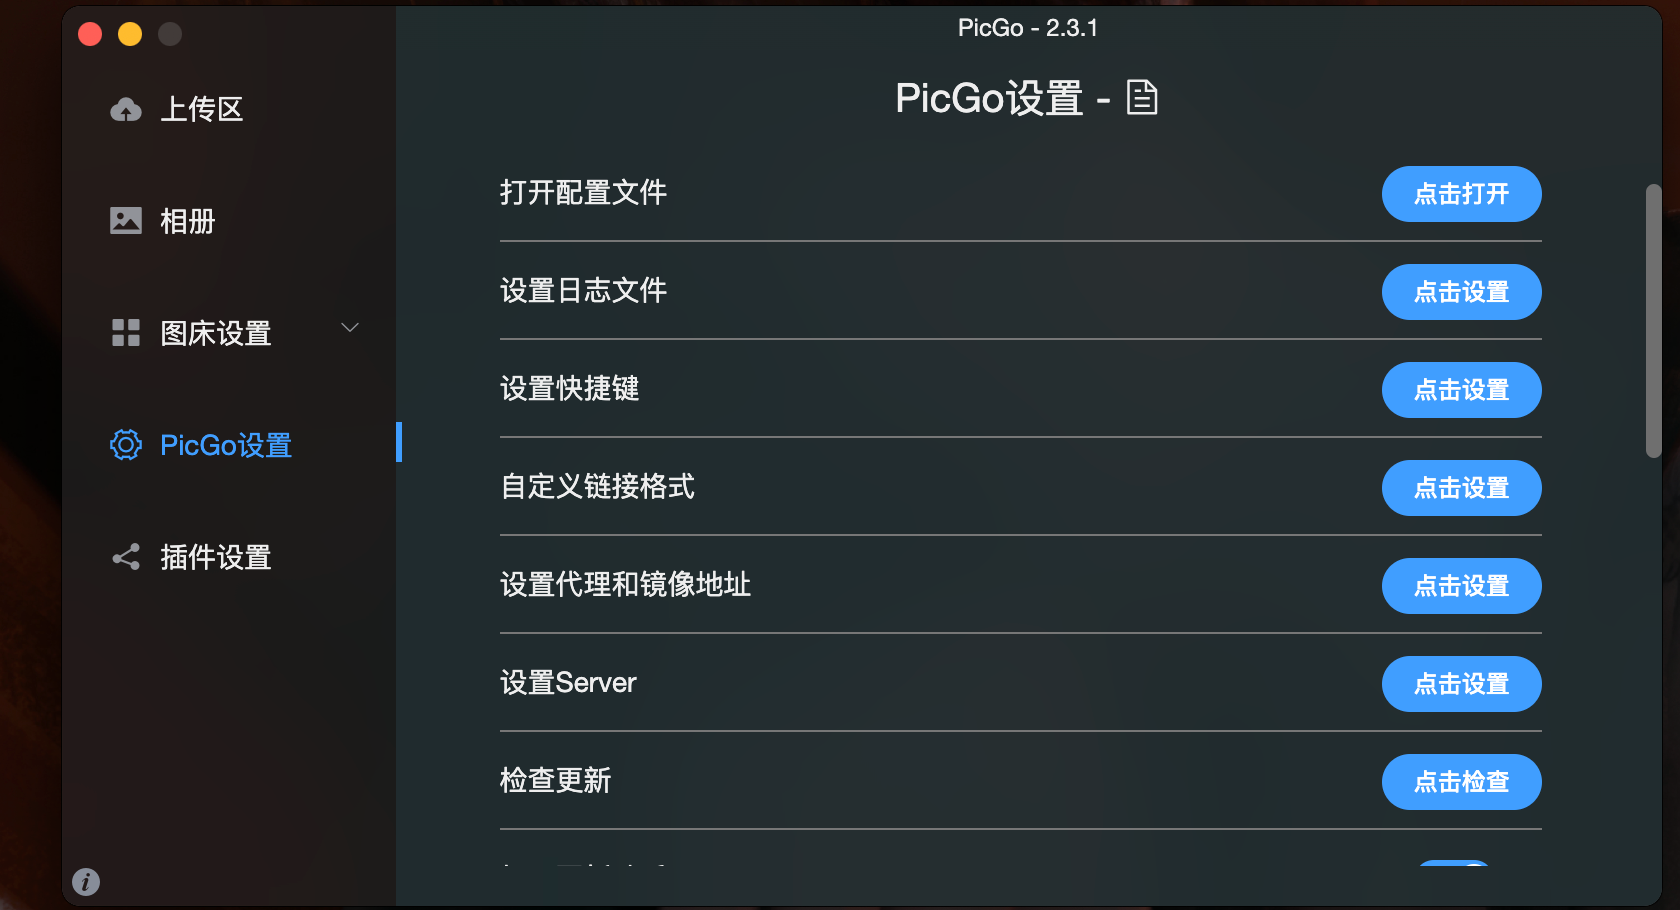 PicGo - 2.3.1
上传区
相册
图床设置
PicGo设置
插件设置
PicGo设置 -
打开配置文件 点击打开
设置日志文件 点击设置
设置快捷键 点击设置
自定义链接格式 点击设置
设置代理和镜像地址 点击设置
设置Server 点击设置
检查更新 点击检查